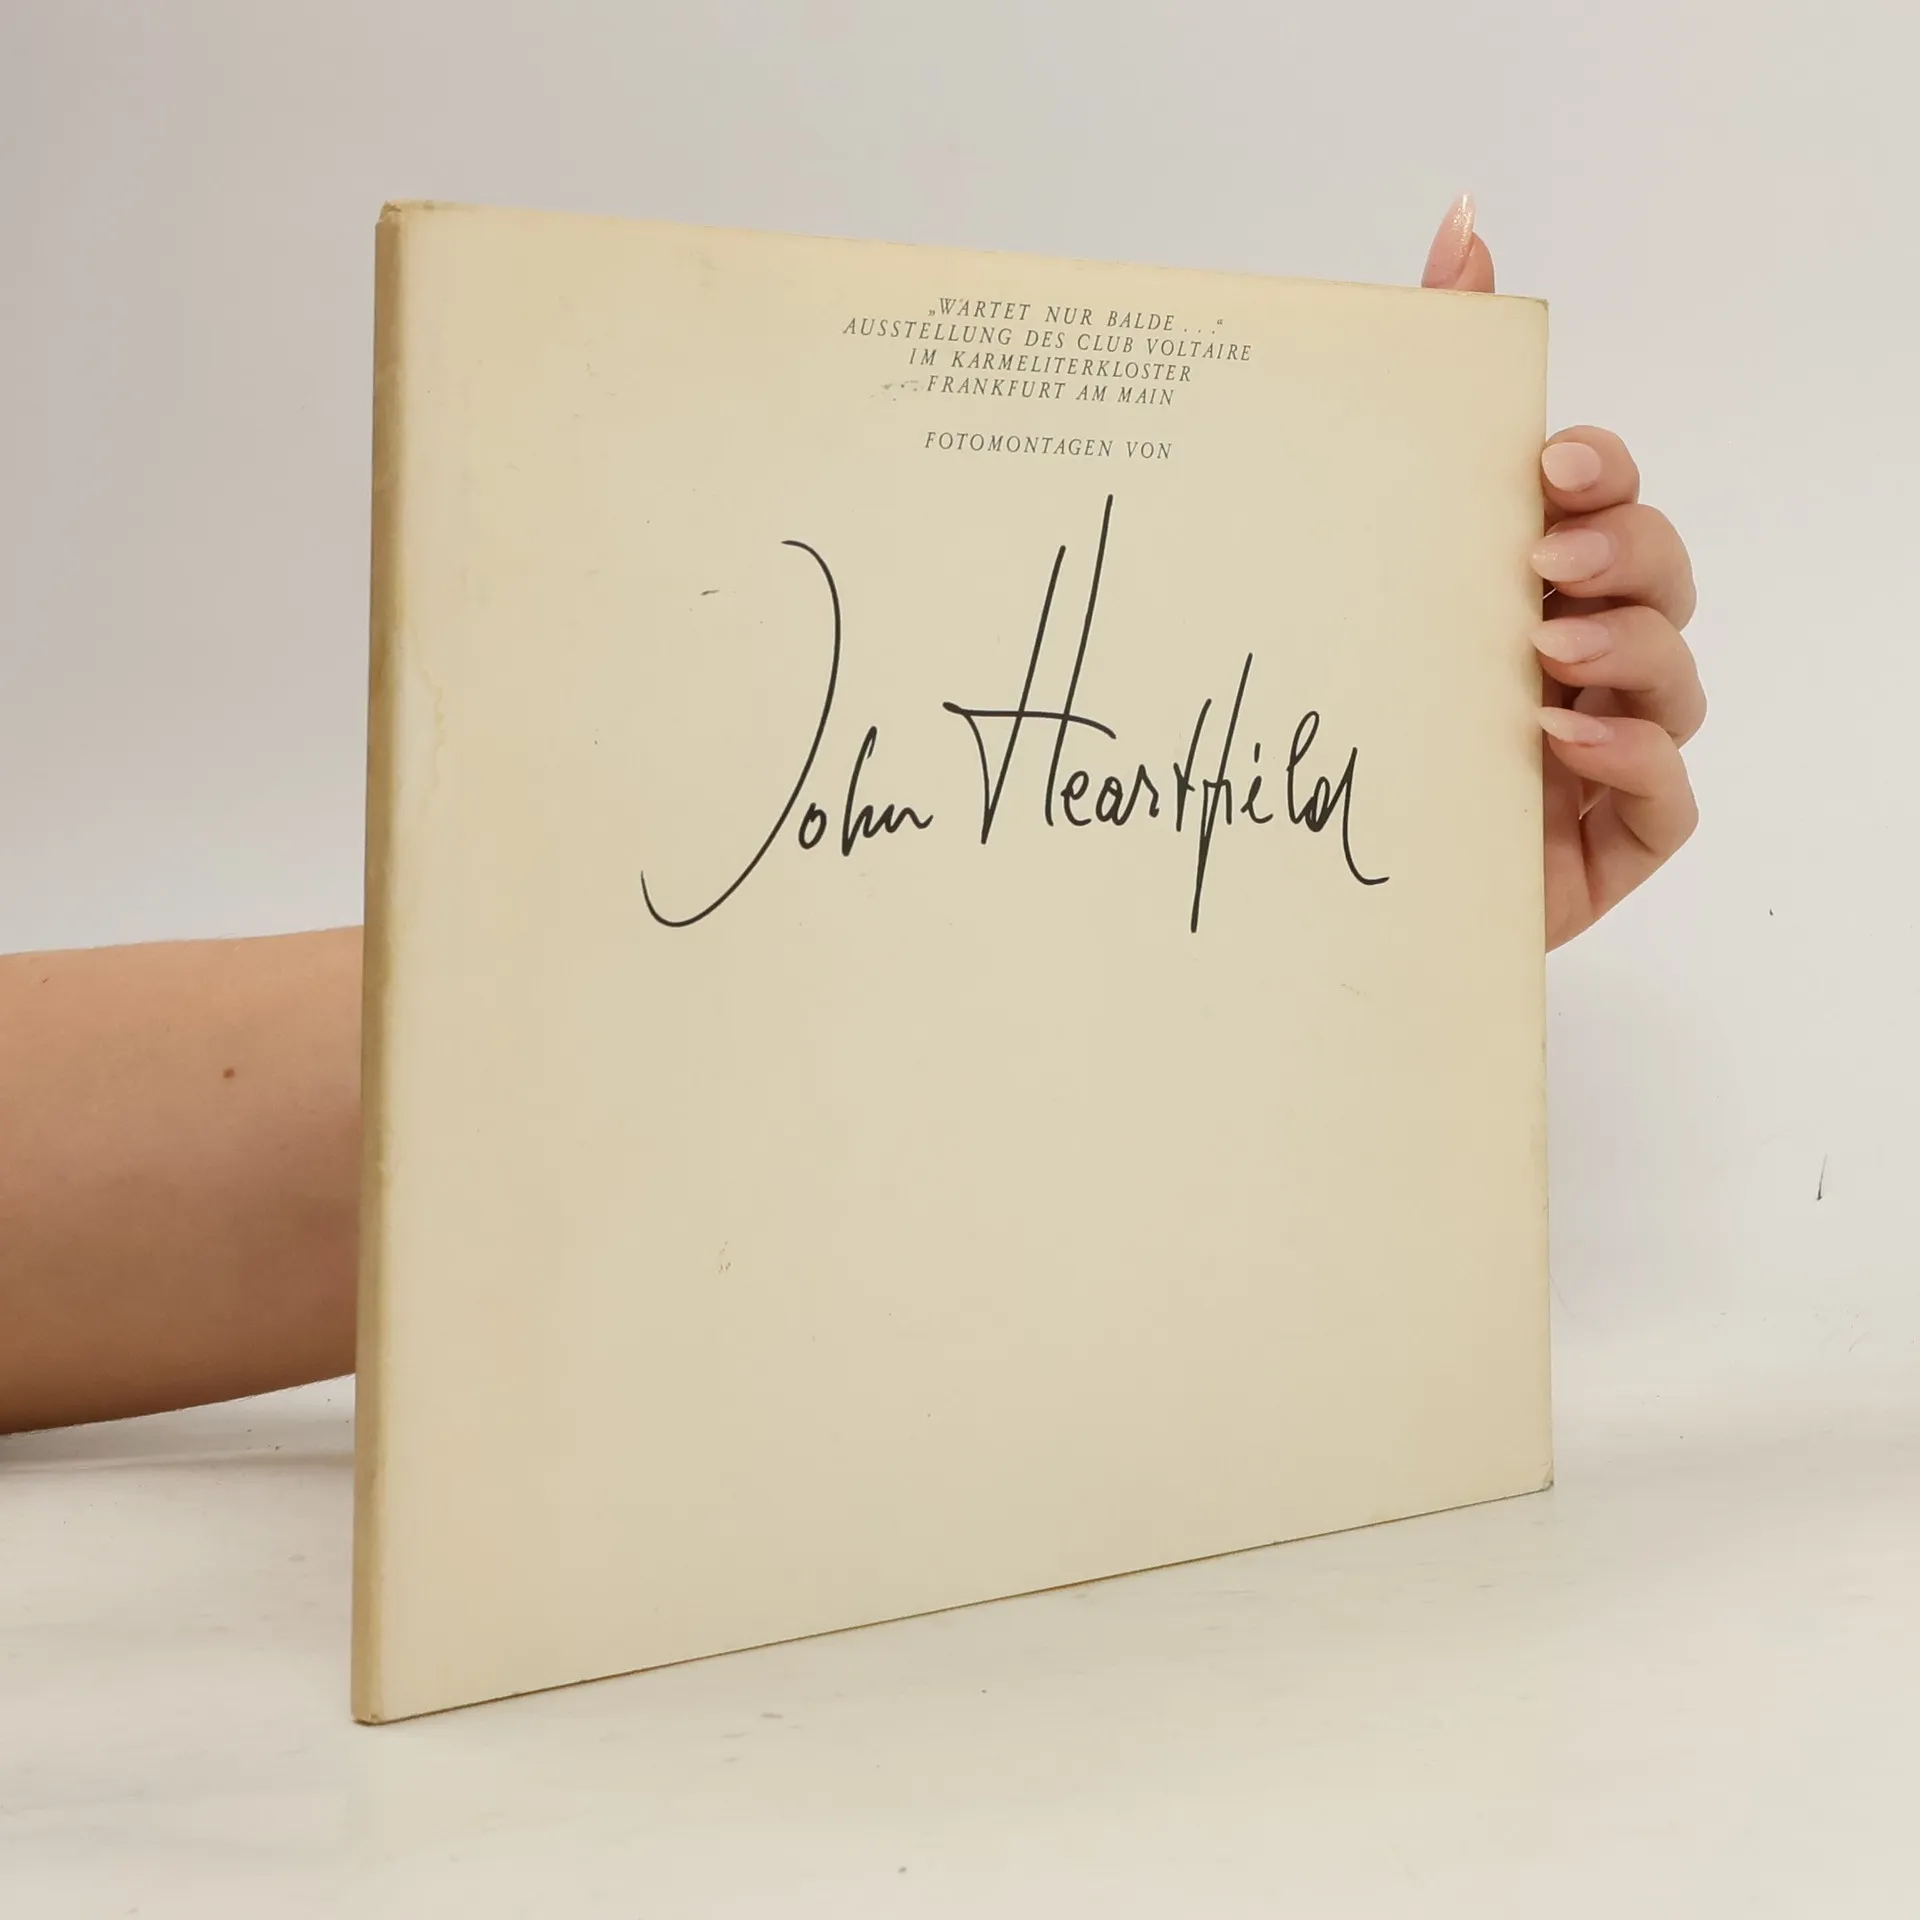 „WARTET NUR BALDE . . .“
AUSSTELLUNG DES CLUB VOLTAIRE
IM KARMELITERKLOSTER
FRANKFURT AM MAIN
FOTOMONTAGEN VON
John Heartfield